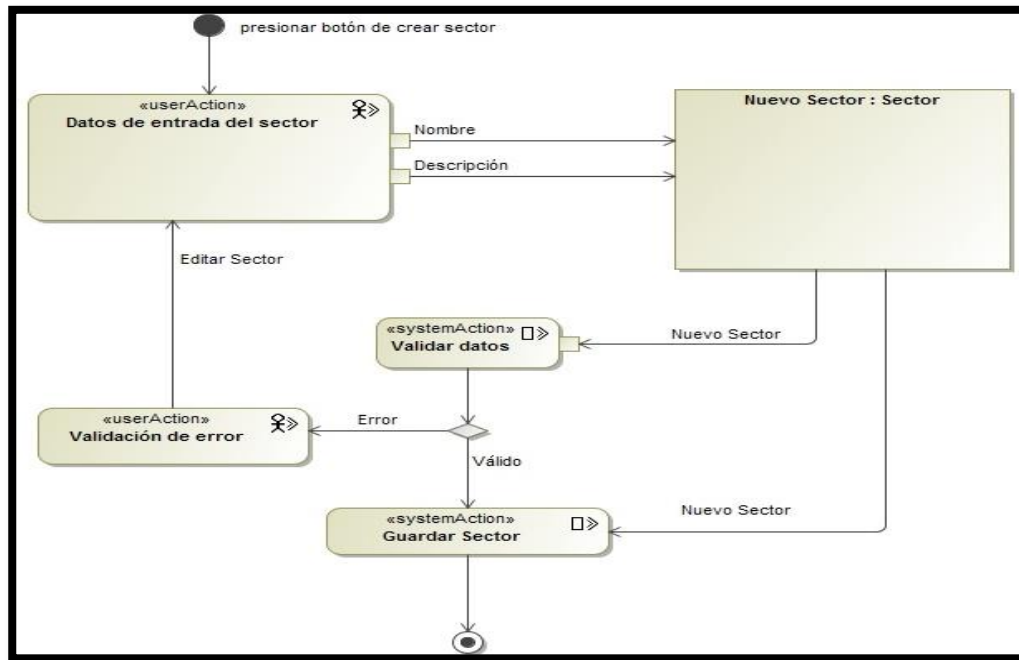 presionar botón de crear sector
«userAction»
Datos de entrada del sector
Nombre
Descripción
Nuevo Sector : Sector
Editar Sector
«systemAction»
Validar datos
Nuevo Sector
«userAction»
Validación de error
Error
Válido
«systemAction»
Guardar Sector
Nuevo Sector